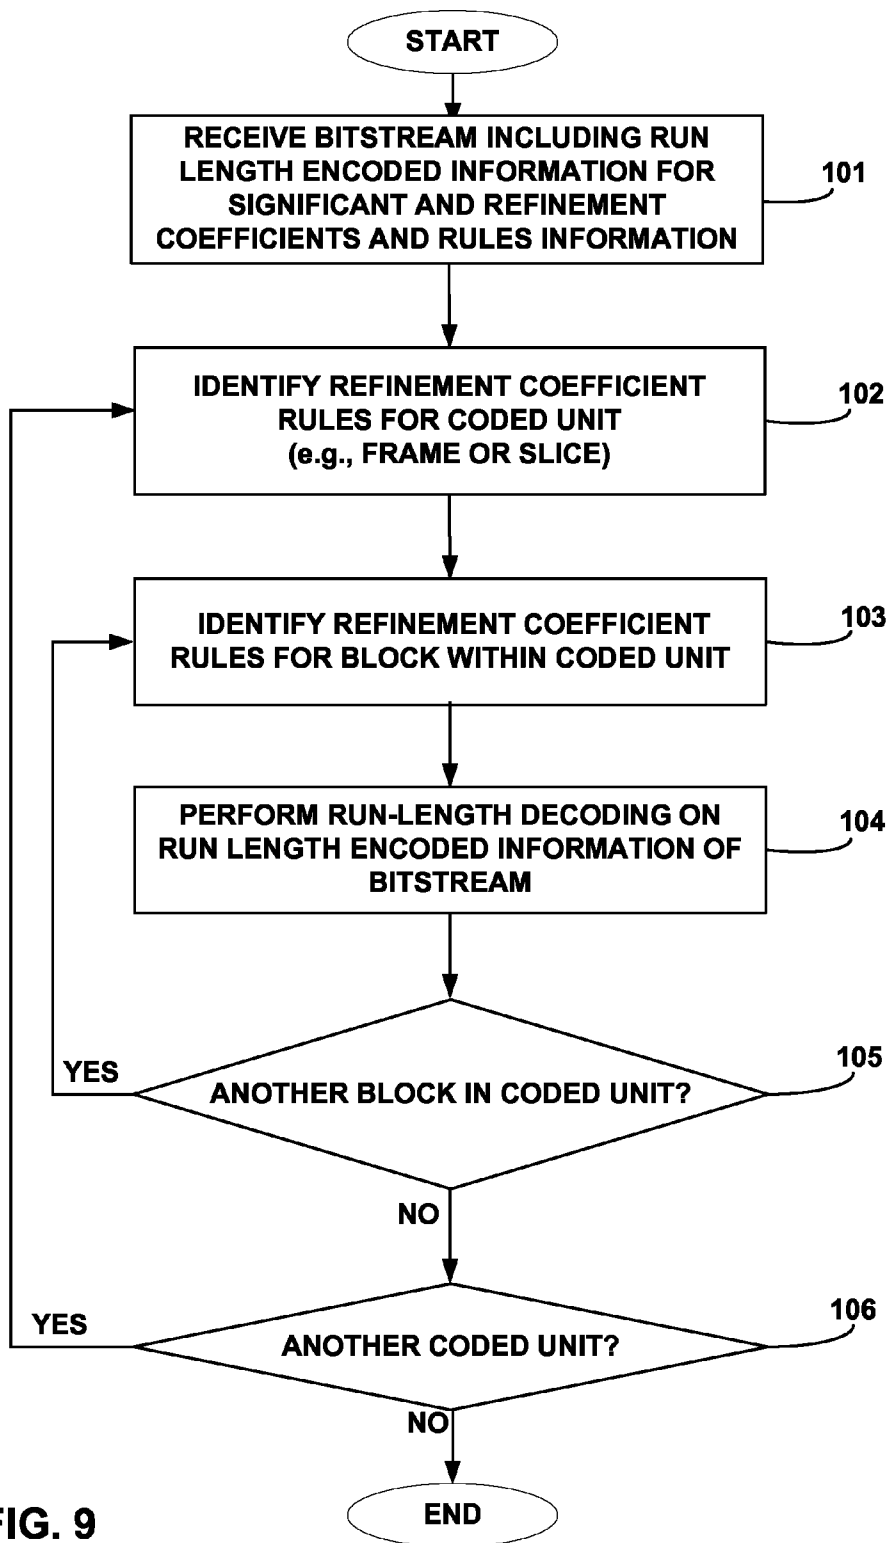 START
RECEIVE BITSTREAM INCLUDING RUN
LENGTH ENCODED INFORMATION FOR
SIGNIFICANT AND REFINEMENT
COEFFICIENTS AND RULES INFORMATION
101
IDENTIFY REFINEMENT COEFFICIENT
RULES FOR CODED UNIT
(e.g., FRAME OR SLICE)
102
IDENTIFY REFINEMENT COEFFICIENT
RULES FOR BLOCK WITHIN CODED UNIT
103
PERFORM RUN-LENGTH DECODING ON
RUN LENGTH ENCODED INFORMATION OF
BITSTREAM
104
YES
ANOTHER BLOCK IN CODED UNIT?
105
NO
YES
ANOTHER CODED UNIT?
106
NO
END
FIG. 9